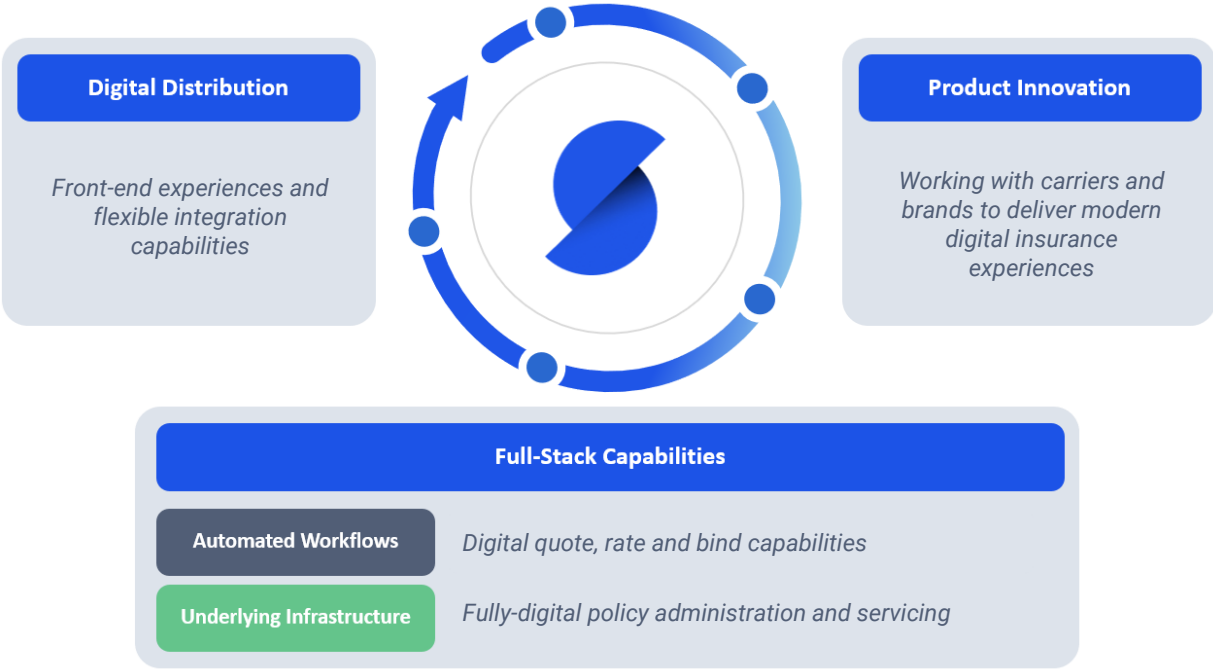 Digital Distribution
Front-end experiences and
flexible integration
capabilities
Product Innovation
Working with carriers and
brands to deliver modern
digital insurance
experiences
Full-Stack Capabilities
Automated Workflows
Digital quote, rate and bind capabilities
Underlying Infrastructure
Fully-digital policy administration and servicing